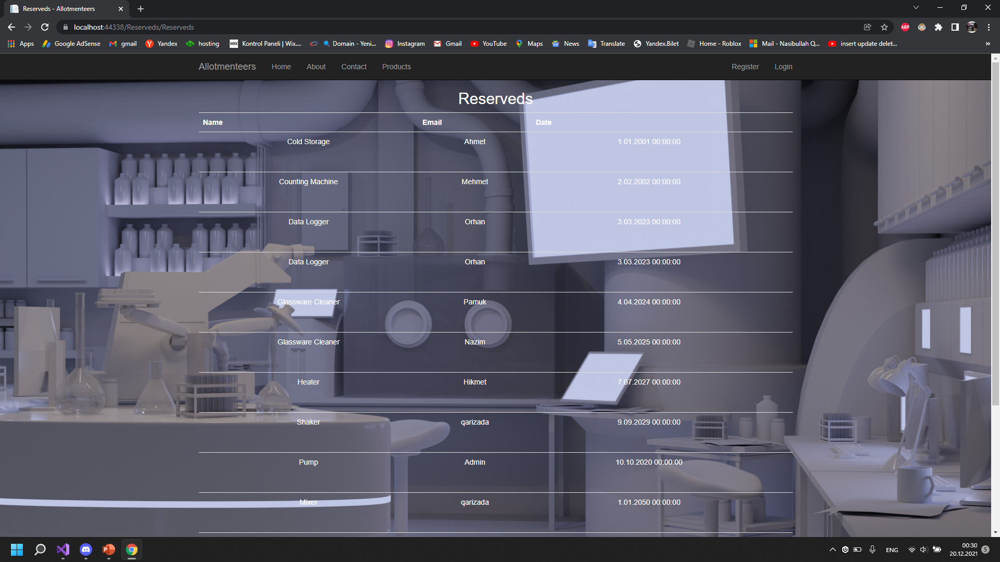 Reserveds - Allotmenteers
localhost:44338/Reserveds/Reserveds
Apps Google AdSense gmail Yandex hosting Kontrol Paneli | Wix.... Domain - Yeni... Instagram Gmail YouTube Maps News Translate Yandex.Bilet Home - Roblox Mail - Nasibullah Q... insert update delet... »
Allotmenteers Home About Contact Products Register Login
Reserveds
Name Email Date
Cold Storage Ahmet 1.01.2001 00:00:00
Counting Machine Mehmet 2.02.2002 00:00:00
Data Logger Orhan 3.03.2023 00:00:00
Data Logger Orhan 3.03.2023 00:00:00
Glassware Cleaner Pamuk 4.04.2024 00:00:00
Glassware Cleaner Nazim 5.05.2025 00:00:00
Heater Hikmet 7.07.2027 00:00:00
Shaker qarizada 9.09.2029 00:00:00
Pump Admin 10.10.2020 00:00:00
Mixer qarizada 1.01.2050 00:00:00
ENG 00:30
20.12.2021 5
ABP
WIX
P